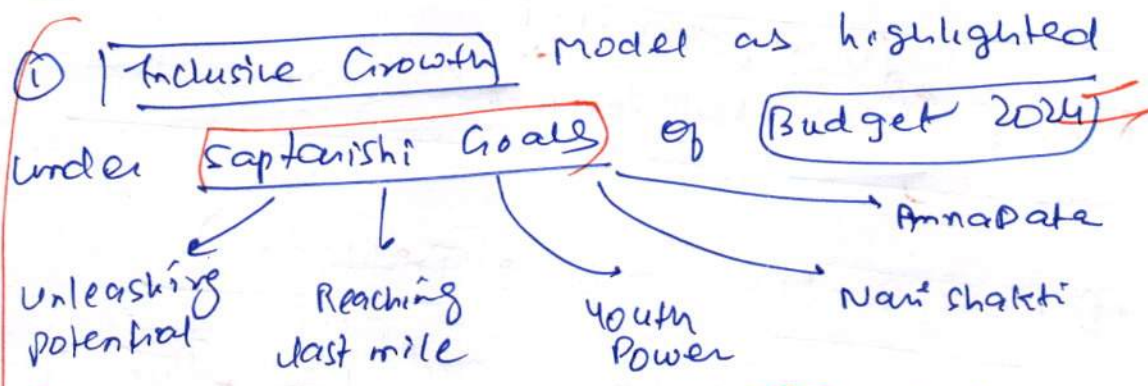 ① Inclusive Growth Model as highlighted
under Saptarishi Goals of Budget 2024
AnnaData
Unleashing Reaching Youth Nari Shakti
potential last mile Power